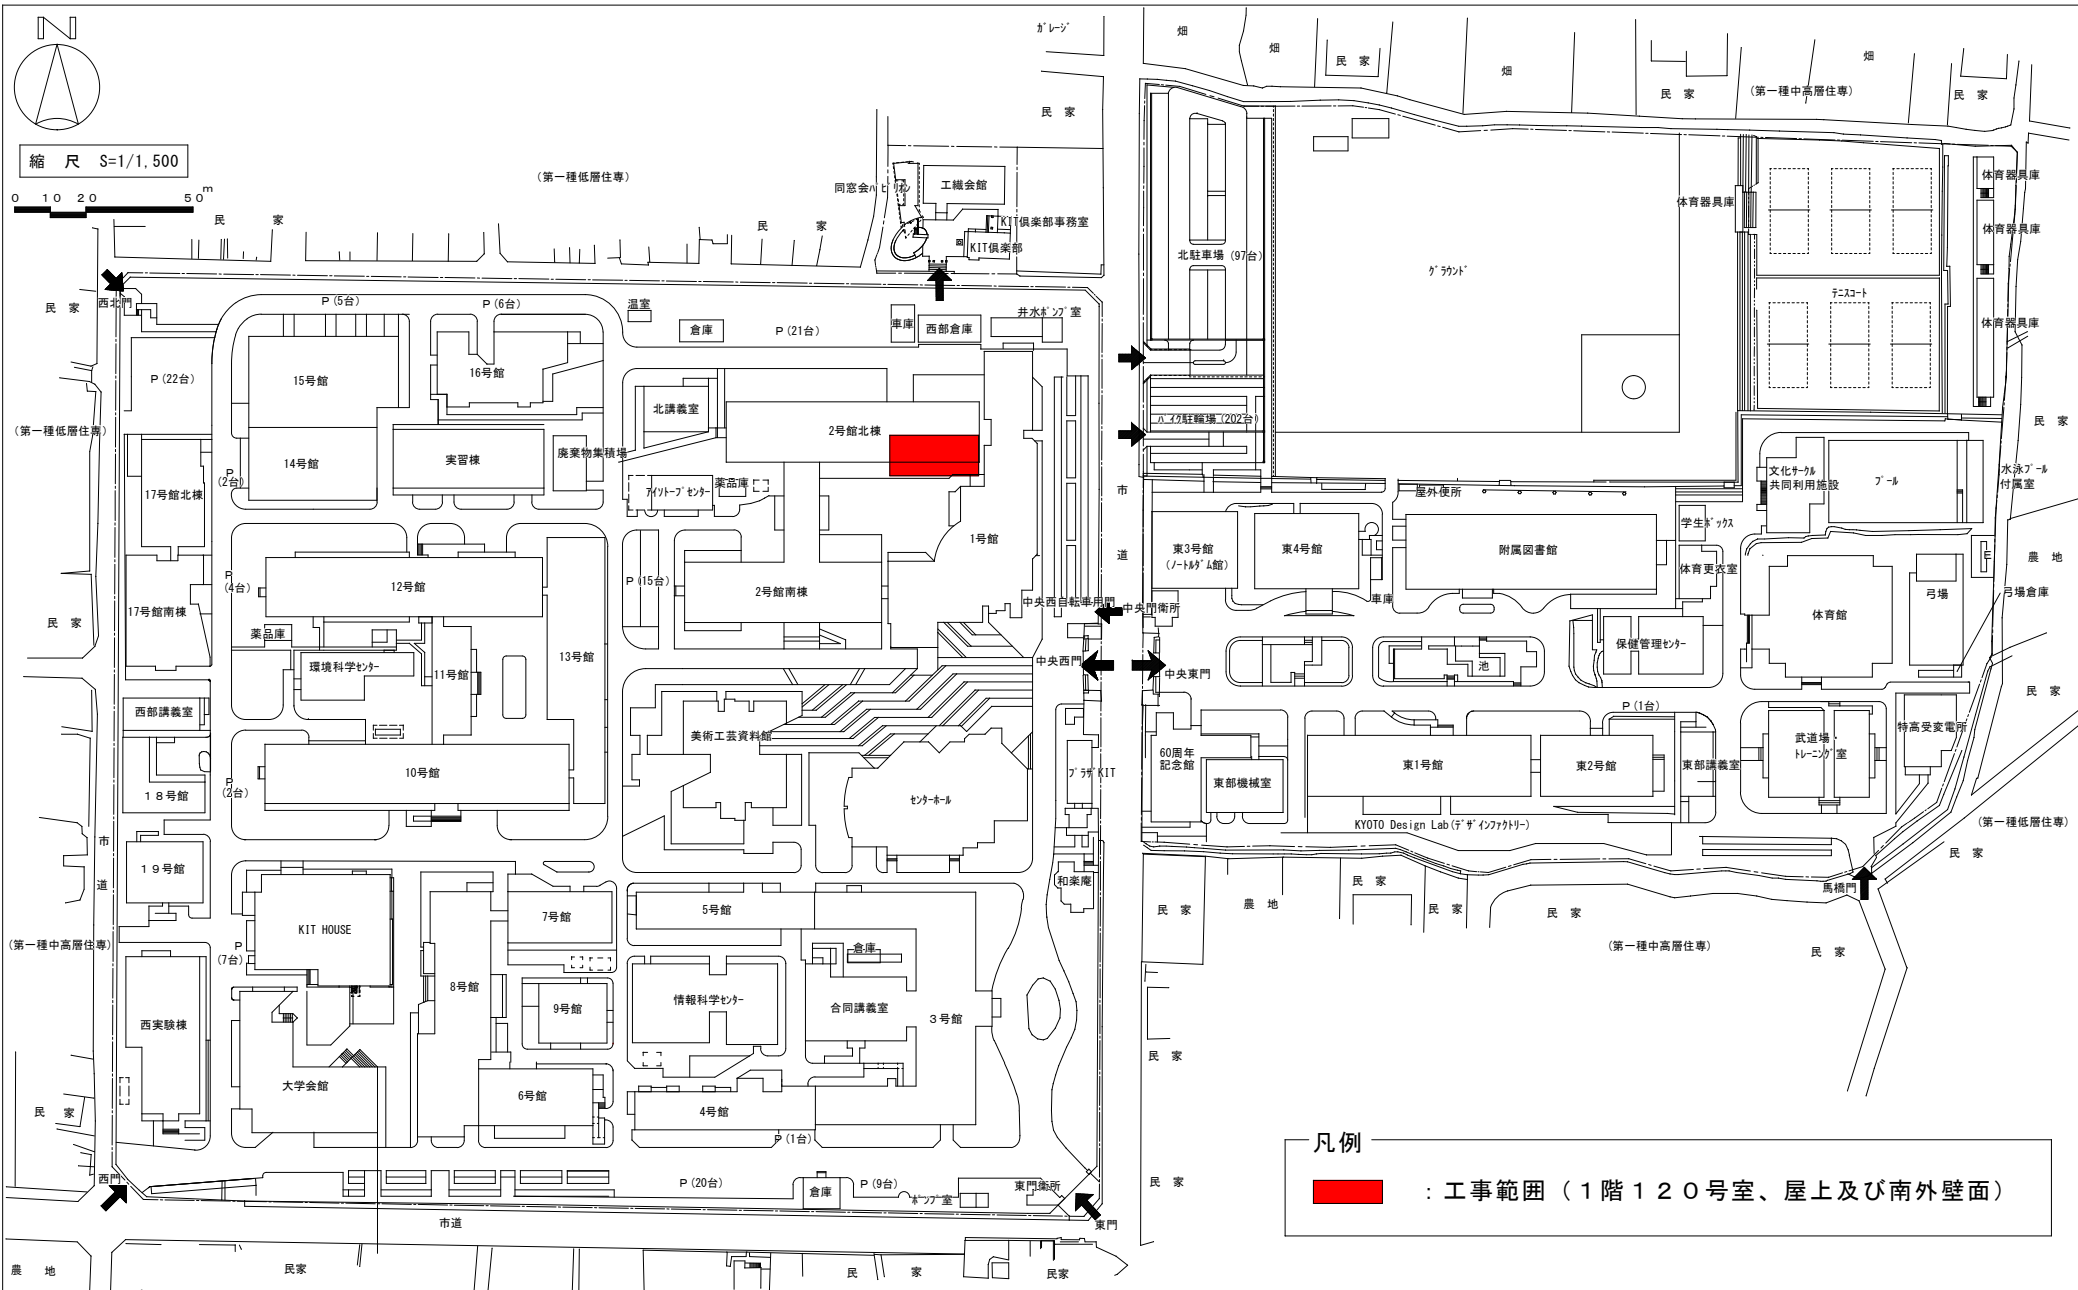 N
縮 尺 S=1/1,500
0 10 20 50m
ガレージ
畑
畑
民 家
畑
畑
民 家
(第一種中高層住専)
民 家
民 家
(第一種低層住専)
同窓会パビリオン
工繊会館
KIT倶楽部事務室
KIT倶楽部
民 家
民 家
北駐車場(97台)
グラウンド
体育器具庫
体育器具庫
体育器具庫
体育器具庫
テニスコート
西北門
民 家
P(5台)
P(6台)
温室
倉庫
P(21台)
車庫
西部倉庫
井水ポンプ室
P(22台)
15号館
16号館
北講義室
2号館北棟
バイク駐輪場(202台)
(第一種低層住専)
民 家
14号館
実習棟
廃棄物集積場
P
(2台)
17号館北棟
アイソトープセンター
薬品庫
市
道
屋外便所
文化サークル
共同利用施設
プール
水泳プール
付属室
学生ボックス
1号館
東3号館
(ノートルダム館)
東4号館
附属図書館
体育更衣室
農 地
P
(4台)
12号館
P(15台)
2号館南棟
中央西自転車用門
中央門衛所
車庫
弓場
弓場倉庫
体育館
民 家
17号館南棟
薬品庫
環境科学センター
11号館
13号館
中央西門
中央東門
池
保健管理センター
民 家
西部講義室
美術工芸資料館
P(1台)
特高受変電所
10号館
プラザKIT
60周年
記念館
東部機械室
東1号館
東2号館
東部講義室
武道場・
トレーニング室
18号館
P
(2台)
センターホール
KYOTO Design Lab(デザインファクトリー)
(第一種低層住専)
市
道
19号館
和楽庵
民 家
馬橋門
民 家
農 地
民 家
民 家
民 家
KIT HOUSE
7号館
5号館
(第一種中高層住専)
P
(7台)
倉庫
(第一種中高層住専)
民 家
8号館
9号館
情報科学センター
合同講義室
3号館
西実験棟
民 家
大学会館
6号館
4号館
民 家
P(1台)
凡例
西門
P(20台)
倉庫
P(9台)
ポンプ室
東門衛所
民 家
:工事範囲(1階120号室、屋上及び南外壁面)
市道
東門
農 地
民家
民 家
民家